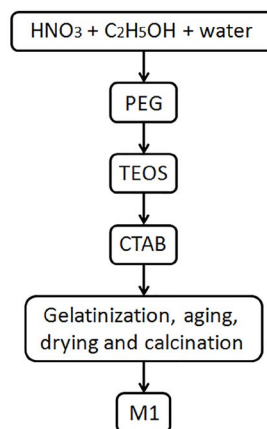 HNO₃ + C₂H₅OH + water
PEG
TEOS
CTAB
Gelatinization, aging,
drying and calcination
M1